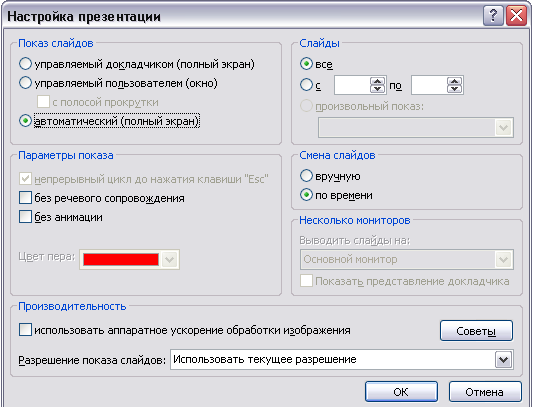 Настройка презентации
Показ слайдов
управляемый докладчиком (полный экран)
управляемый пользователем (окно)
с полосой прокрутки
автоматический (полный экран)
Слайды
все
с
по
произвольный показ:
Параметры показа
непрерывный цикл до нажатия клавиши "Esc"
без речевого сопровождения
без анимации
Цвет пера:
Смена слайдов
вручную
по времени
Несколько мониторов
Выводить слайды на:
Основной монитор
Показать представление докладчика
Производительность
использовать аппаратное ускорение обработки изображения
Советы
Разрешение показа слайдов:
Использовать текущее разрешение
ОК
Отмена